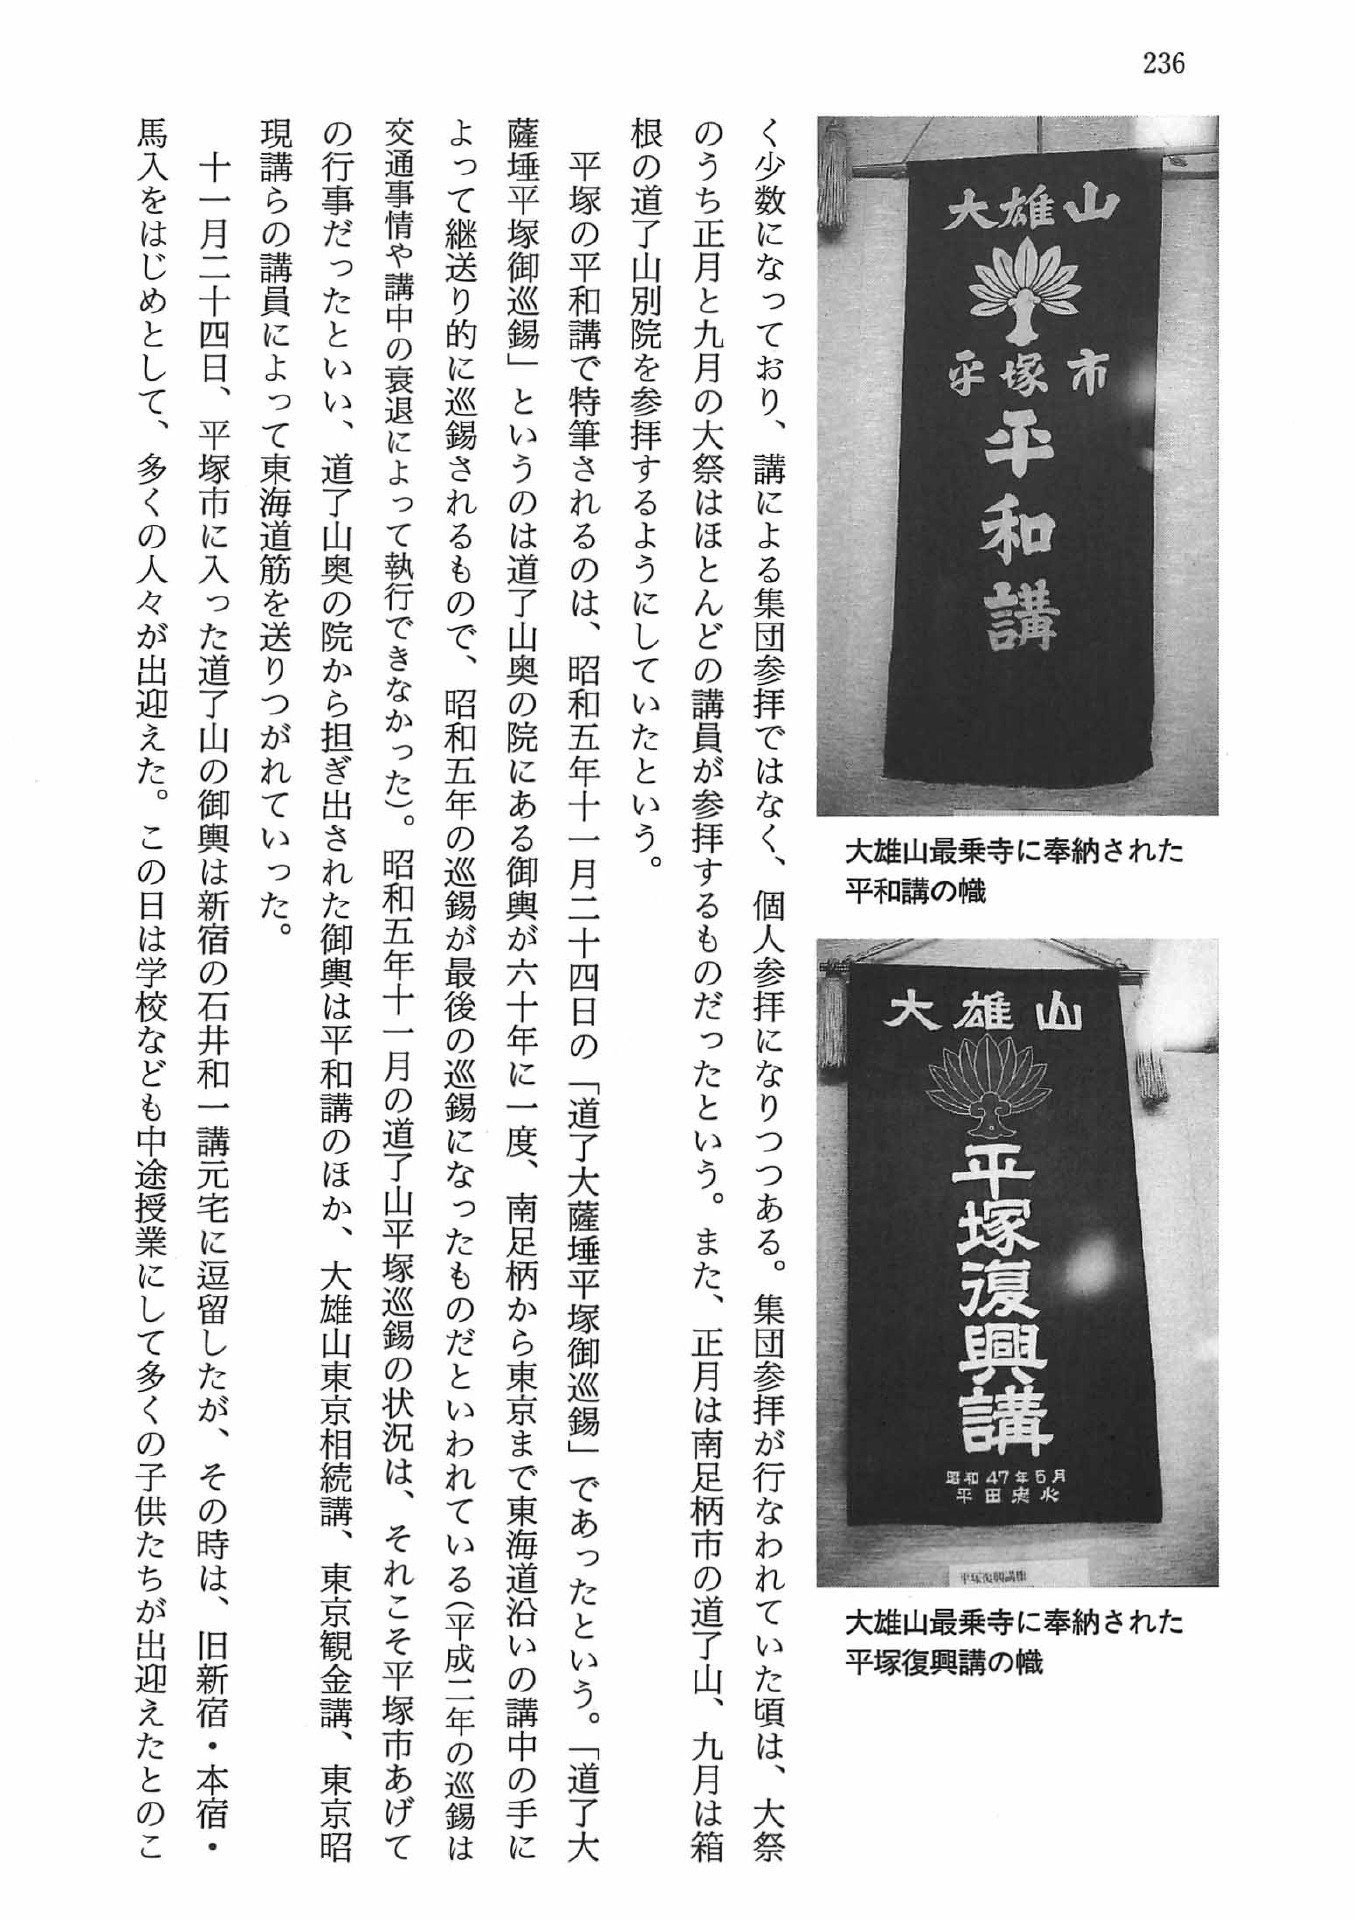 236
大雄山
平塚市
平和講
大雄山最乗寺に奉納された
平和講の幟
大雄山
平塚復興講
昭和47年5月
平田忠
平塚復興講旗
大雄山最乗寺に奉納された
平塚復興講の幟
く少数になっており、講による集団参拝ではなく、個人参拝になりつつある。集団参拝が行なわれていた頃は、大祭
のうち正月と九月の大祭はほとんどの講員が参拝するものだったという。また、正月は南足柄市の道了山、九月は箱
根の道了山別院を参拝するようにしていたという。
平塚の平和講で特筆されるのは、昭和五年十一月二十四日の「道了大薩埵平塚御巡錫」であったという。「道了大
薩埵平塚御巡錫」というのは道了山奥の院にある御輿が六十年に一度、南足柄から東京まで東海道沿いの講中の手に
よって継送り的に巡錫されるもので、昭和五年の巡錫が最後の巡錫になったものだといわれている(平成二年の巡錫は
交通事情や講中の衰退によって執行できなかった)。昭和五年十一月の道了山平塚巡錫の状況は、それこそ平塚市あげて
の行事だったといい、道了山奥の院から担ぎ出された御輿は平和講のほか、大雄山東京相続講、東京観金講、東京昭
現講らの講員によって東海道筋を送りつがれていった。
十一月二十四日、平塚市に入った道了山の御輿は新宿の石井和一講元宅に逗留したが、その時は、旧新宿・本宿・
馬入をはじめとして、多くの人々が出迎えた。この日は学校なども中途授業にして多くの子供たちが出迎えたとのこ